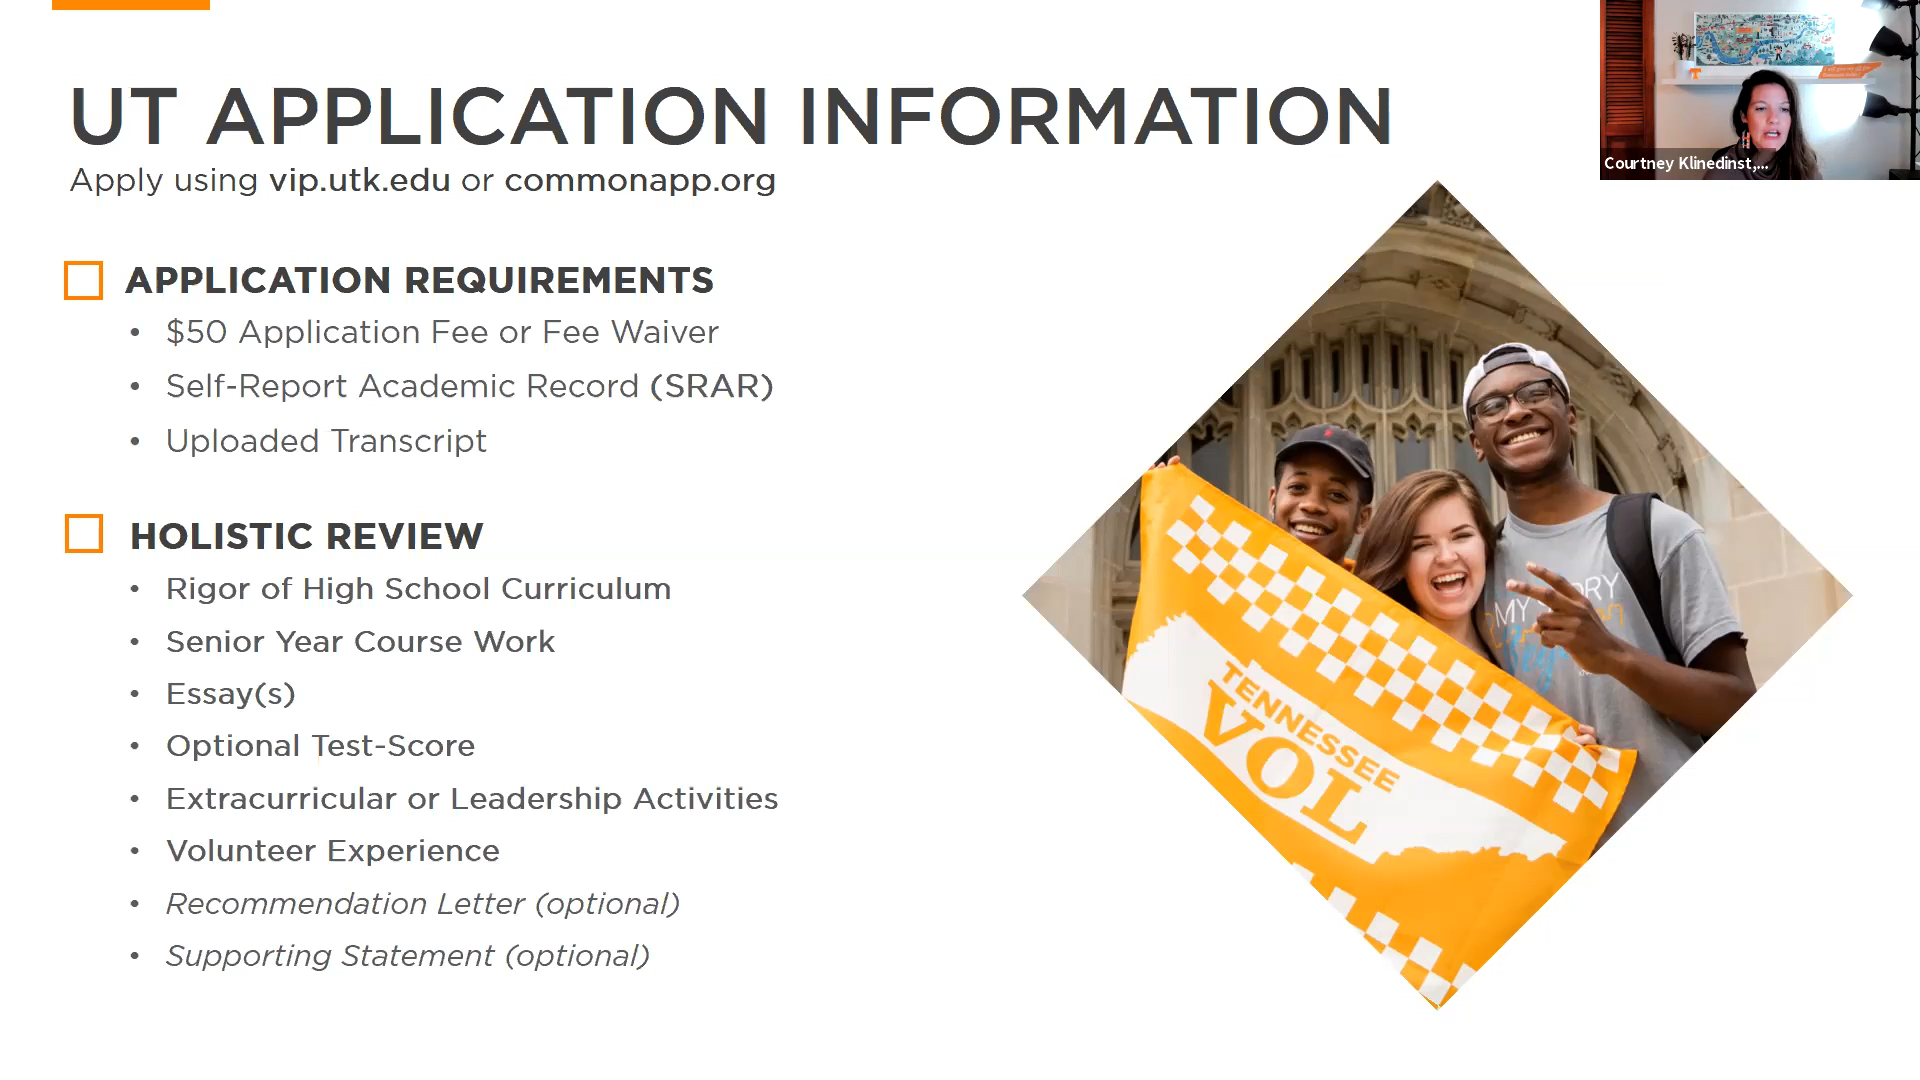 UT APPLICATION INFORMATION
Apply using vip.utk.edu or commonapp.org
APPLICATION REQUIREMENTS
• $50 Application Fee or Fee Waiver
• Self-Report Academic Record (SRAR)
• Uploaded Transcript
HOLISTIC REVIEW
• Rigor of High School Curriculum
• Senior Year Course Work
• Essay(s)
• Optional Test-Score
• Extracurricular or Leadership Activities
• Volunteer Experience
• Recommendation Letter (optional)
• Supporting Statement (optional)
Courtney Klinedinst,...
MY
TENNESSEE
VOL